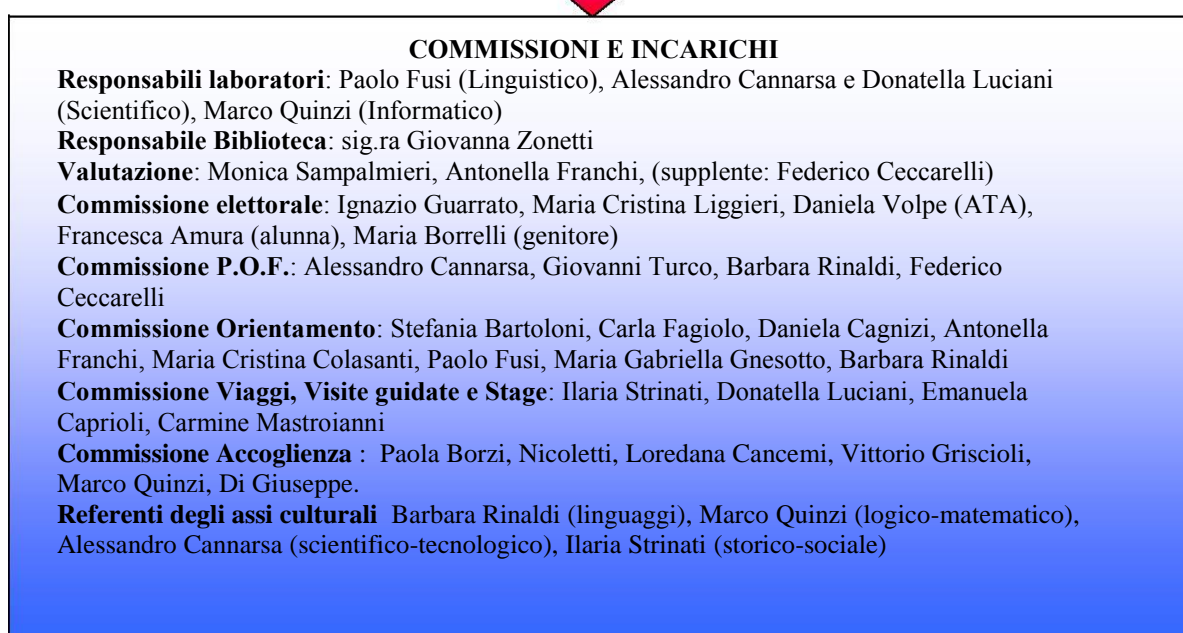 COMMISSIONI E INCARICHI
Responsabili laboratori: Paolo Fusi (Linguistico), Alessandro Cannarsa e Donatella Luciani
(Scientifico), Marco Quinzi (Informatico)
Responsabile Biblioteca: sig.ra Giovanna Zonetti
Valutazione: Monica Sampalmieri, Antonella Franchi, (supplente: Federico Ceccarelli)
Commissione elettorale: Ignazio Guarrato, Maria Cristina Liggieri, Daniela Volpe (ATA),
Francesca Amura (alunna), Maria Borrelli (genitore)
Commissione P.O.F.: Alessandro Cannarsa, Giovanni Turco, Barbara Rinaldi, Federico
Ceccarelli
Commissione Orientamento: Stefania Bartoloni, Carla Fagiolo, Daniela Cagnizi, Antonella
Franchi, Maria Cristina Colasanti, Paolo Fusi, Maria Gabriella Gnesotto, Barbara Rinaldi
Commissione Viaggi, Visite guidate e Stage: Ilaria Strinati, Donatella Luciani, Emanuela
Caprioli, Carmine Mastroianni
Commissione Accoglienza : Paola Borzi, Nicoletti, Loredana Cancemi, Vittorio Griscioli,
Marco Quinzi, Di Giuseppe.
Referenti degli assi culturali Barbara Rinaldi (linguaggi), Marco Quinzi (logico-matematico),
Alessandro Cannarsa (scientifico-tecnologico), Ilaria Strinati (storico-sociale)